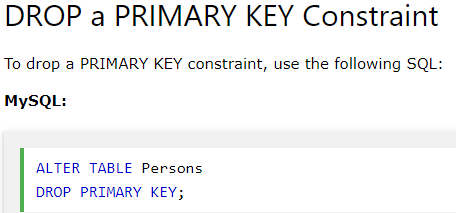 DROP a PRIMARY KEY Constraint
To drop a PRIMARY KEY constraint, use the following SQL:
MySQL:
ALTER TABLE Persons
DROP PRIMARY KEY;